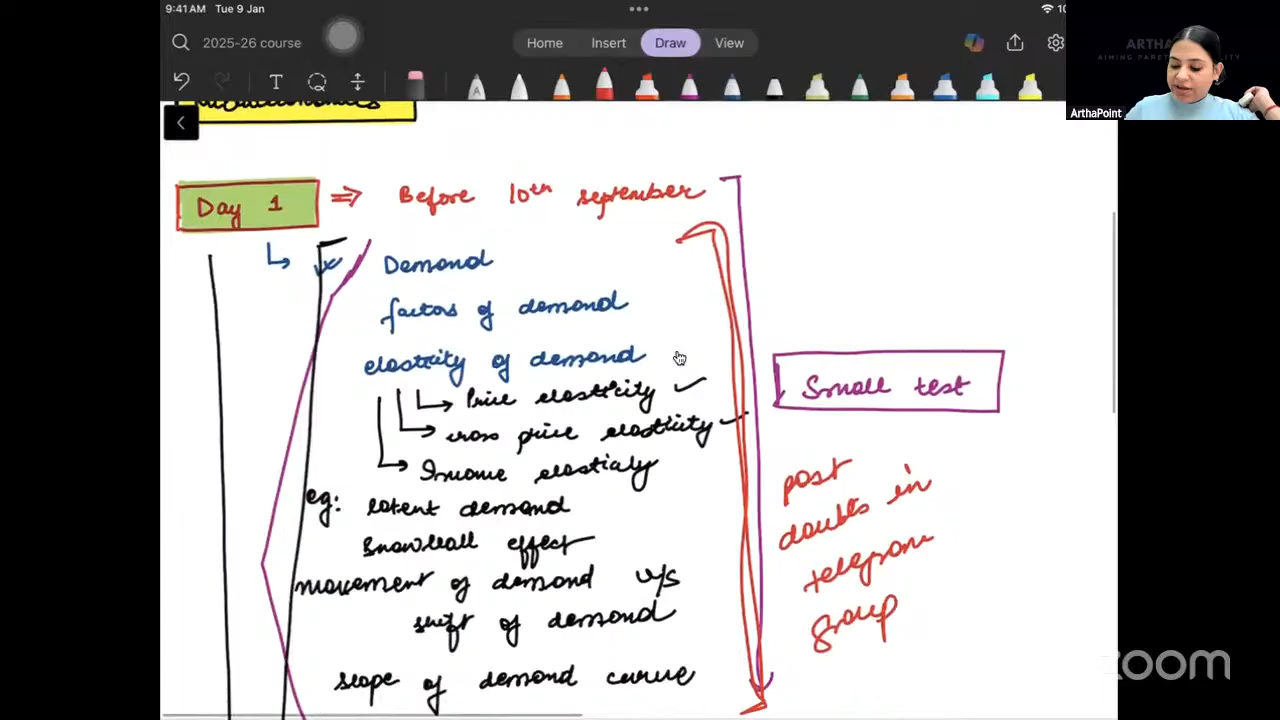 9:41 AM Tue 9 Jan
2025-26 course
Home Insert Draw View
Day 1 ⇒ Before 10th september
Demand
factors of demand
elasticity of demand
Price elasticity ✓
cross price elasticity ✓
Income elasticity
eg: latent demand
Snowball effect
movement of demand v/s
shift of demand
slope of demand curve
Small test
post
doubts in
telegram
group
ArthaPoint
zoom